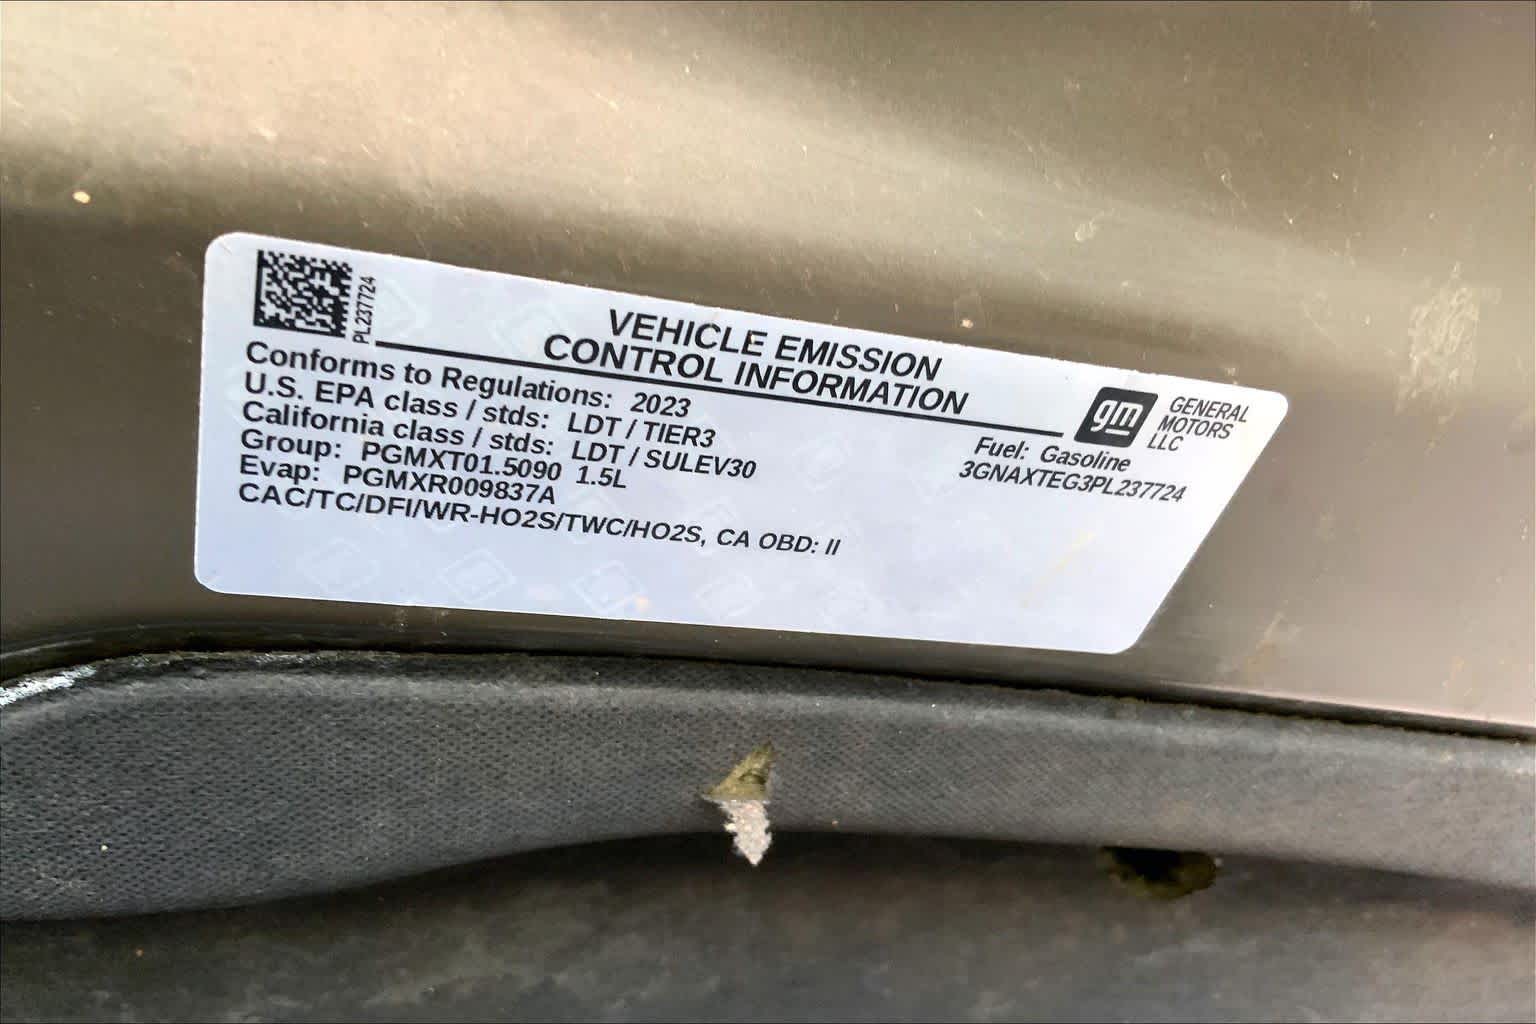 PL237724
VEHICLE EMISSION
CONTROL INFORMATION
Conforms to Regulations: 2023
U.S. EPA class / stds: LDT / TIER3
California class / stds: LDT / SULEV30
Group: PGMXT01.5090 1.5L
Evap: PGMXR009837A
CAC/TC/DFI/WR-HO2S/TWC/HO2S, CA OBD: II
gm
GENERAL
MOTORS
LLC
Fuel: Gasoline
3GNAXTEG3PL237724